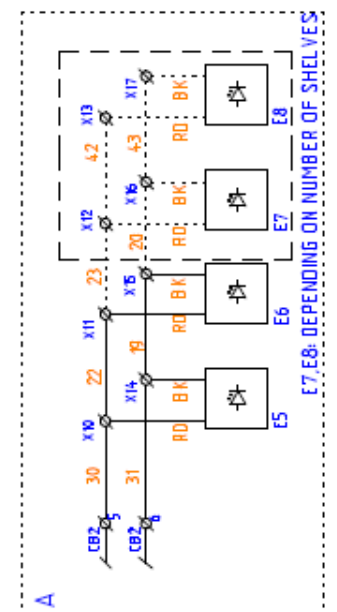 X17
X13
BK
RD
E8
42
43
X16
X12
BK
RD
E7
20
23
X15
X11
BK
RD
E6
19
22
X14
X10
BK
RD
E5
30
31
CB2
5
CB2
6
A
E7,E8: DEPENDING ON NUMBER OF SHELVES